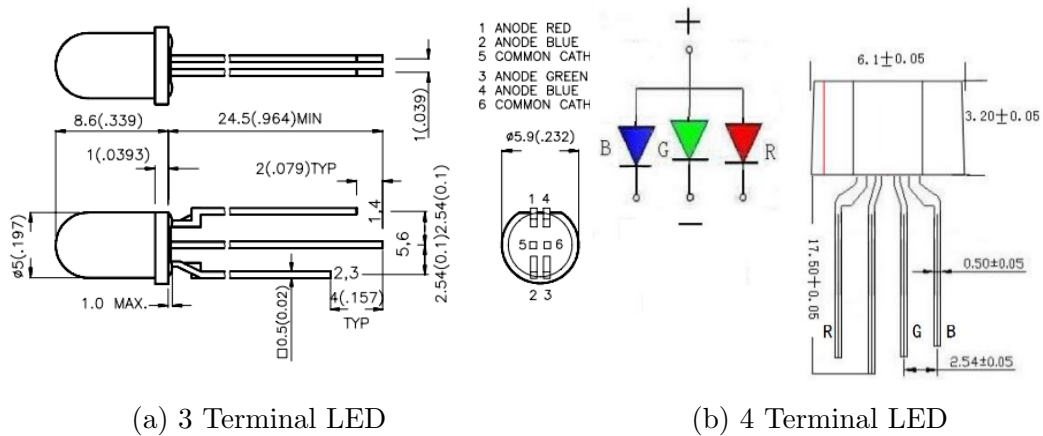 1 ANODE RED
2 ANODE BLUE
5 COMMON CATH
3 ANODE GREEN
4 ANODE BLUE
6 COMMON CATH
8.6(.339)
24.5(.964)MIN
1(.039)
1(.0393)
2(.079)TYP
ø5(.197)
1,4
5,6
2,3
2.54(0.1)2.54(0.1)
1.0 MAX.
□0.5(0.02)
4(.157)
TYP
ø5.9(.232)
1 4
5 6
2 3
+
B G R
−
6.1±0.05
3.20±0.05
17.50±0.05
0.50±0.05
R G B
2.54±0.05
(a) 3 Terminal LED
(b) 4 Terminal LED